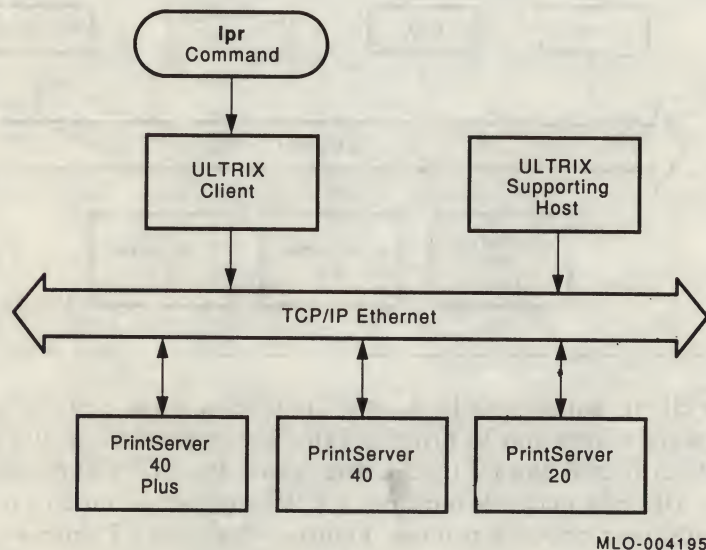 lpr
Command
ULTRIX
Client
ULTRIX
Supporting
Host
TCP/IP Ethernet
PrintServer
40
Plus
PrintServer
40
PrintServer
20
MLO-004195